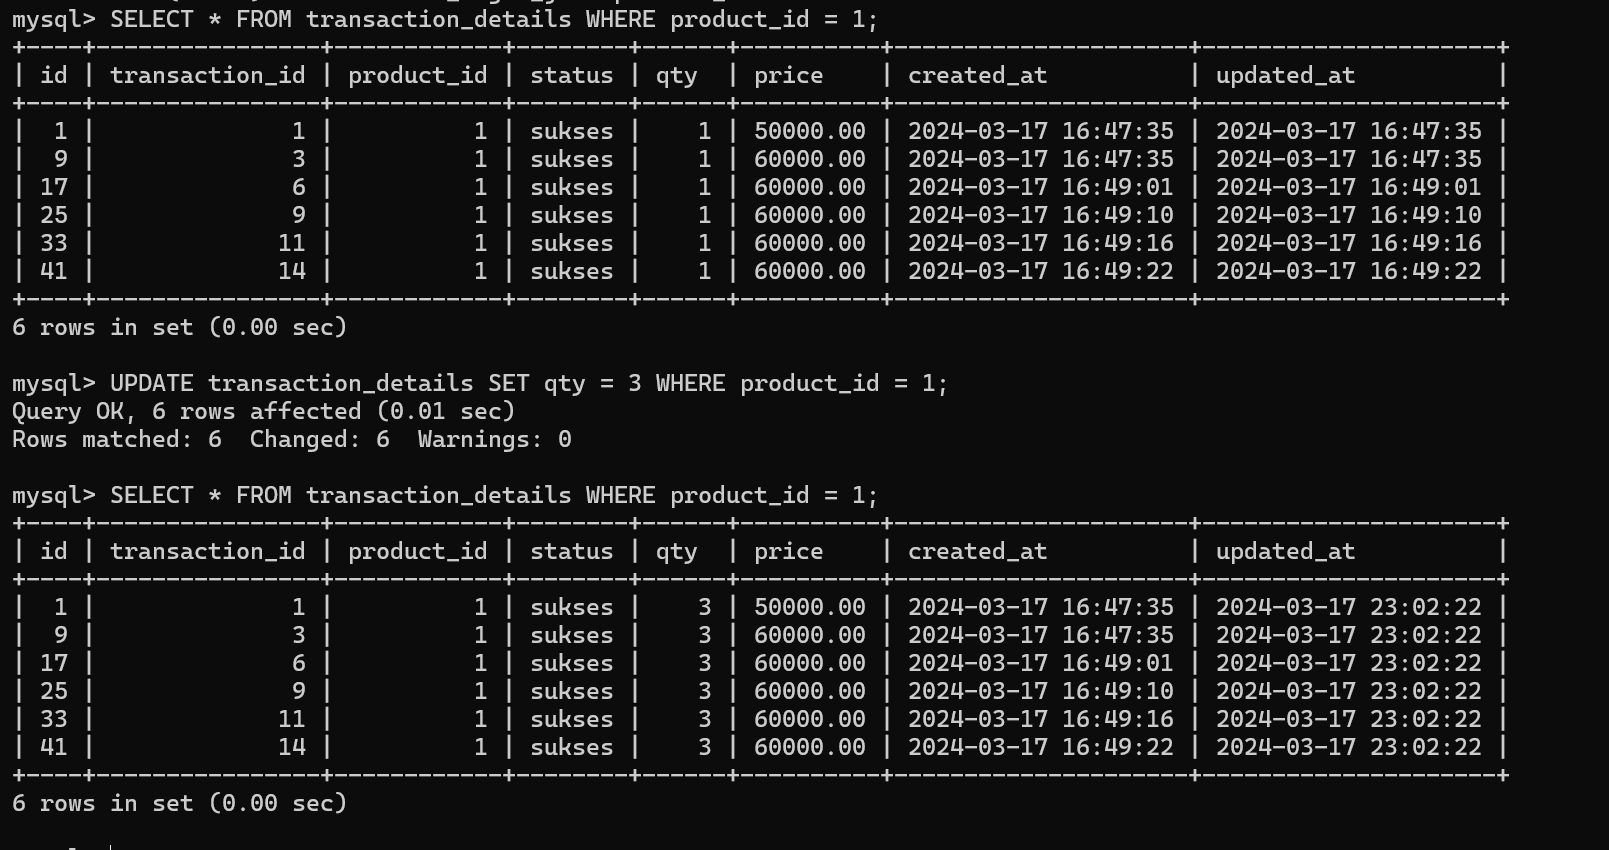 mysql> SELECT * FROM transaction_details WHERE product_id = 1;
+----+----------------+------------+--------+------+----------+---------------------+---------------------+
| id | transaction_id | product_id | status | qty  | price    | created_at          | updated_at          |
+----+----------------+------------+--------+------+----------+---------------------+---------------------+
|  1 |              1 |          1 | sukses |    1 | 50000.00 | 2024-03-17 16:47:35 | 2024-03-17 16:47:35 |
|  9 |              3 |          1 | sukses |    1 | 60000.00 | 2024-03-17 16:47:35 | 2024-03-17 16:47:35 |
| 17 |              6 |          1 | sukses |    1 | 60000.00 | 2024-03-17 16:49:01 | 2024-03-17 16:49:01 |
| 25 |              9 |          1 | sukses |    1 | 60000.00 | 2024-03-17 16:49:10 | 2024-03-17 16:49:10 |
| 33 |             11 |          1 | sukses |    1 | 60000.00 | 2024-03-17 16:49:16 | 2024-03-17 16:49:16 |
| 41 |             14 |          1 | sukses |    1 | 60000.00 | 2024-03-17 16:49:22 | 2024-03-17 16:49:22 |
+----+----------------+------------+--------+------+----------+---------------------+---------------------+
6 rows in set (0.00 sec)
mysql> UPDATE transaction_details SET qty = 3 WHERE product_id = 1;
Query OK, 6 rows affected (0.01 sec)
Rows matched: 6  Changed: 6  Warnings: 0
mysql> SELECT * FROM transaction_details WHERE product_id = 1;
+----+----------------+------------+--------+------+----------+---------------------+---------------------+
| id | transaction_id | product_id | status | qty  | price    | created_at          | updated_at          |
+----+----------------+------------+--------+------+----------+---------------------+---------------------+
|  1 |              1 |          1 | sukses |    3 | 50000.00 | 2024-03-17 16:47:35 | 2024-03-17 23:02:22 |
|  9 |              3 |          1 | sukses |    3 | 60000.00 | 2024-03-17 16:47:35 | 2024-03-17 23:02:22 |
| 17 |              6 |          1 | sukses |    3 | 60000.00 | 2024-03-17 16:49:01 | 2024-03-17 23:02:22 |
| 25 |              9 |          1 | sukses |    3 | 60000.00 | 2024-03-17 16:49:10 | 2024-03-17 23:02:22 |
| 33 |             11 |          1 | sukses |    3 | 60000.00 | 2024-03-17 16:49:16 | 2024-03-17 23:02:22 |
| 41 |             14 |          1 | sukses |    3 | 60000.00 | 2024-03-17 16:49:22 | 2024-03-17 23:02:22 |
+----+----------------+------------+--------+------+----------+---------------------+---------------------+
6 rows in set (0.00 sec)